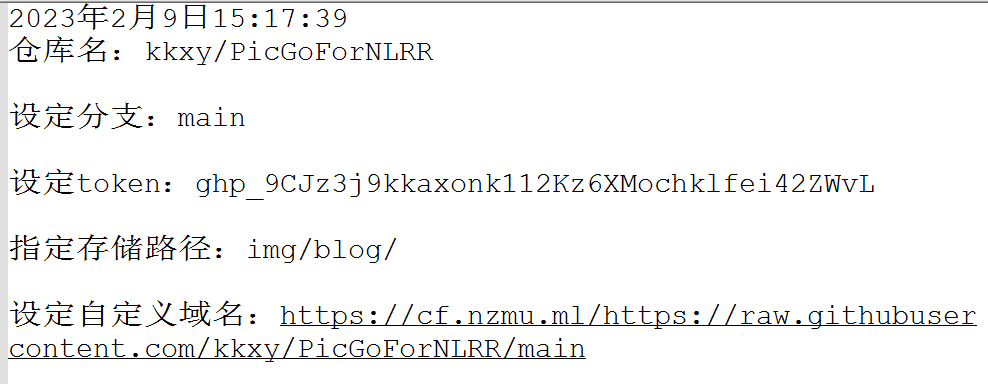 2023年2月9日15:17:39
仓库名：kkxy/PicGoForNLRR
设定分支：main
设定token：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
指定存储路径：img/blog/
设定自定义域名：https://cf.nzmu.ml/https://raw.githubuser
content.com/kkxy/PicGoForNLRR/main